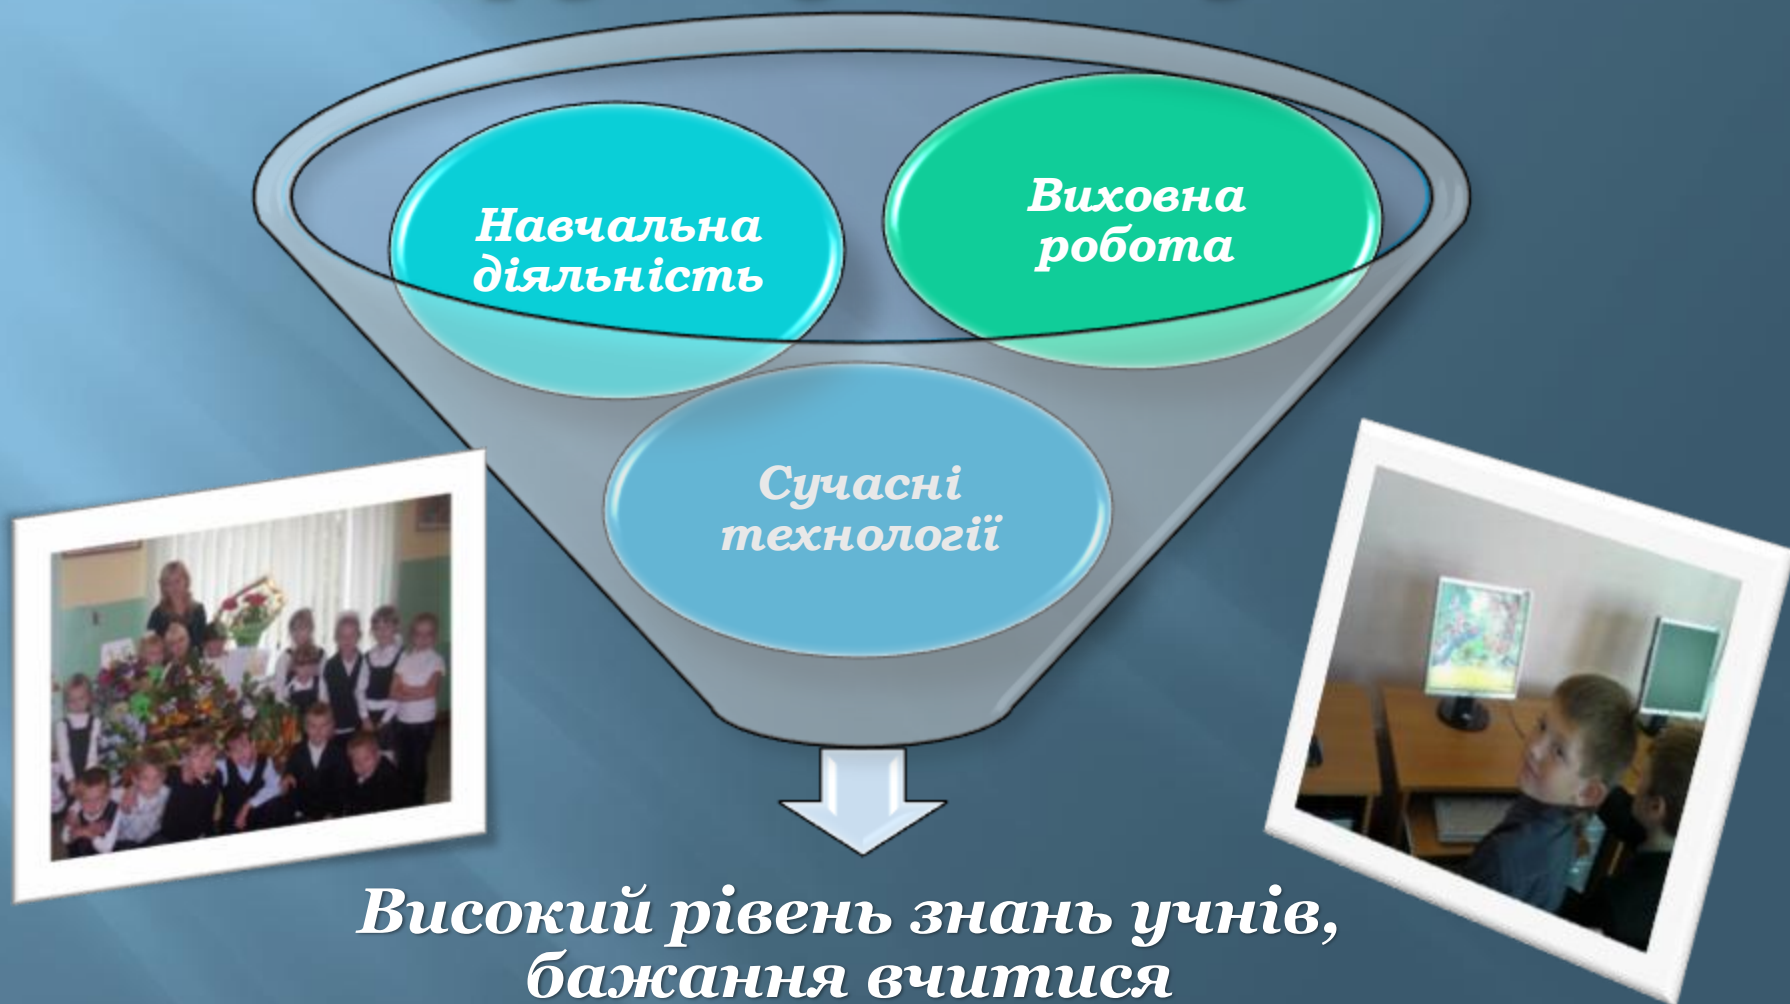 Навчальна
діяльність
Виховна
робота
Сучасні
технології
Високий рівень знань учнів,
бажання вчитися